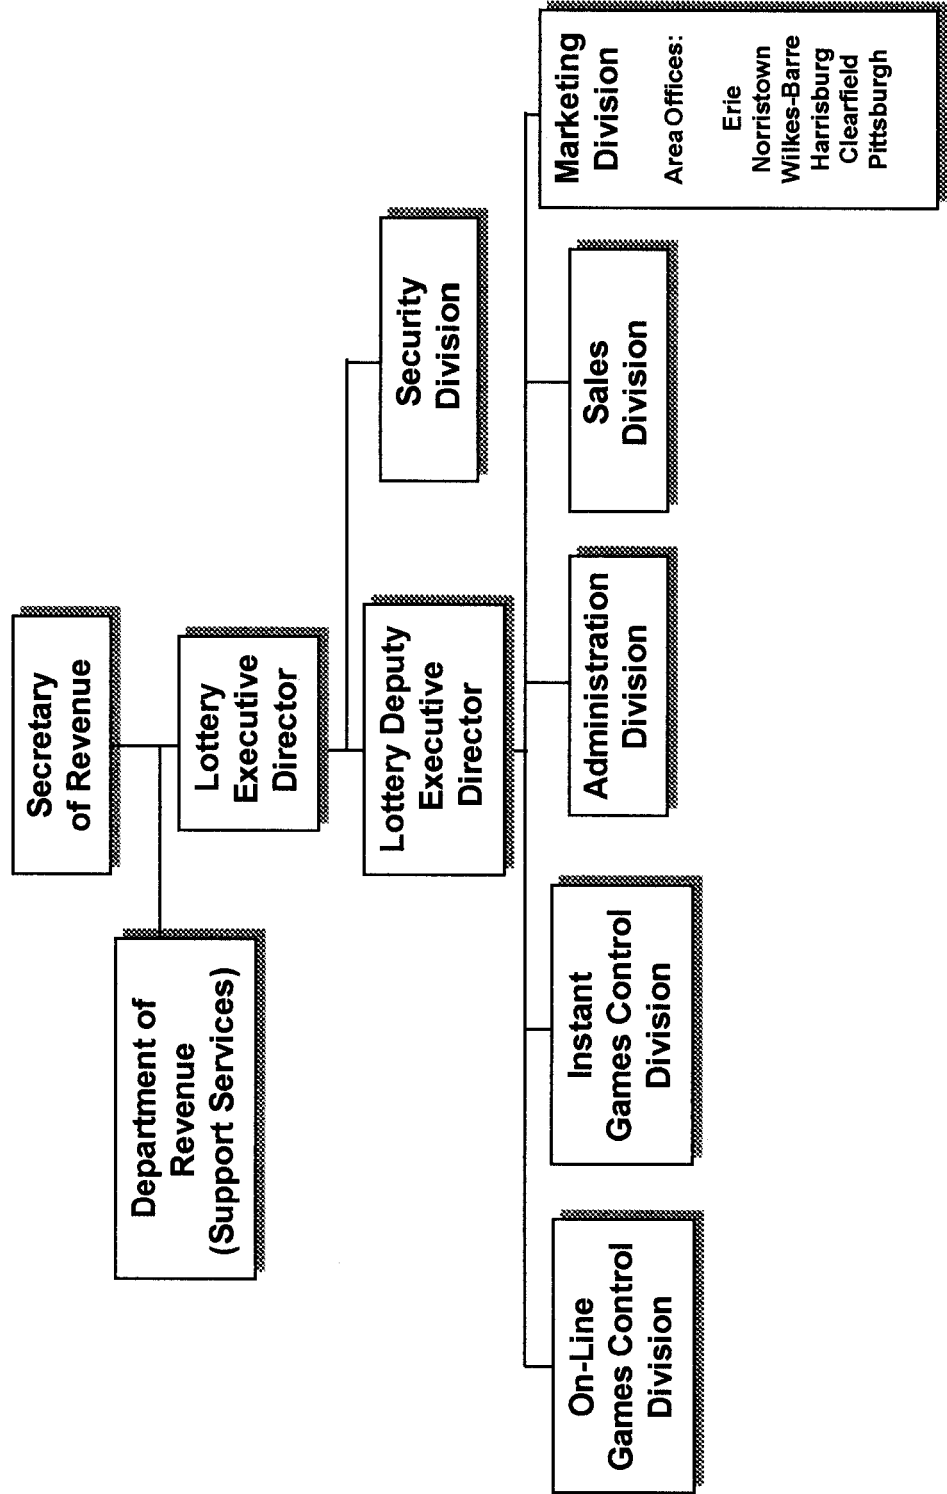 Secretary
of Revenue
Department of
Revenue
(Support Services)
Lottery
Executive
Director
Security
Division
Lottery Deputy
Executive
Director
On-Line
Games Control
Division
Instant
Games Control
Division
Administration
Division
Sales
Division
Marketing
Division
Area Offices:
Erie
Norristown
Wilkes-Barre
Harrisburg
Clearfield
Pittsburgh